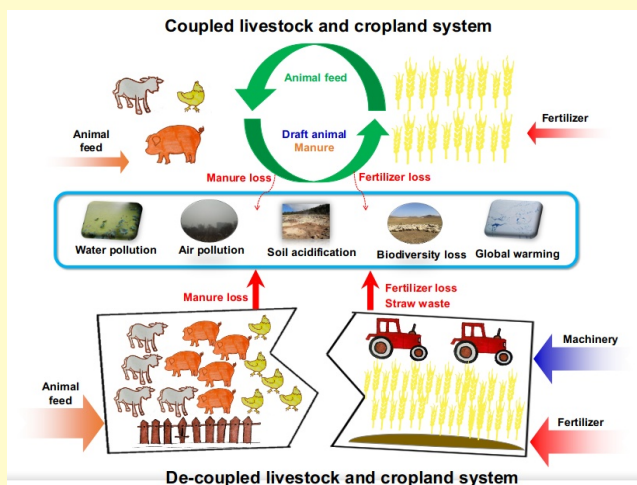 Coupled livestock and cropland system
Animal feed
Animal
feed
Draft animal
Manure
Fertilizer
Manure loss
Fertilizer loss
Water pollution
Air pollution
Soil acidification
Biodiversity loss
Global warming
Manure loss
Fertilizer loss
Straw waste
Animal
feed
Machinery
Fertilizer
De-coupled livestock and cropland system